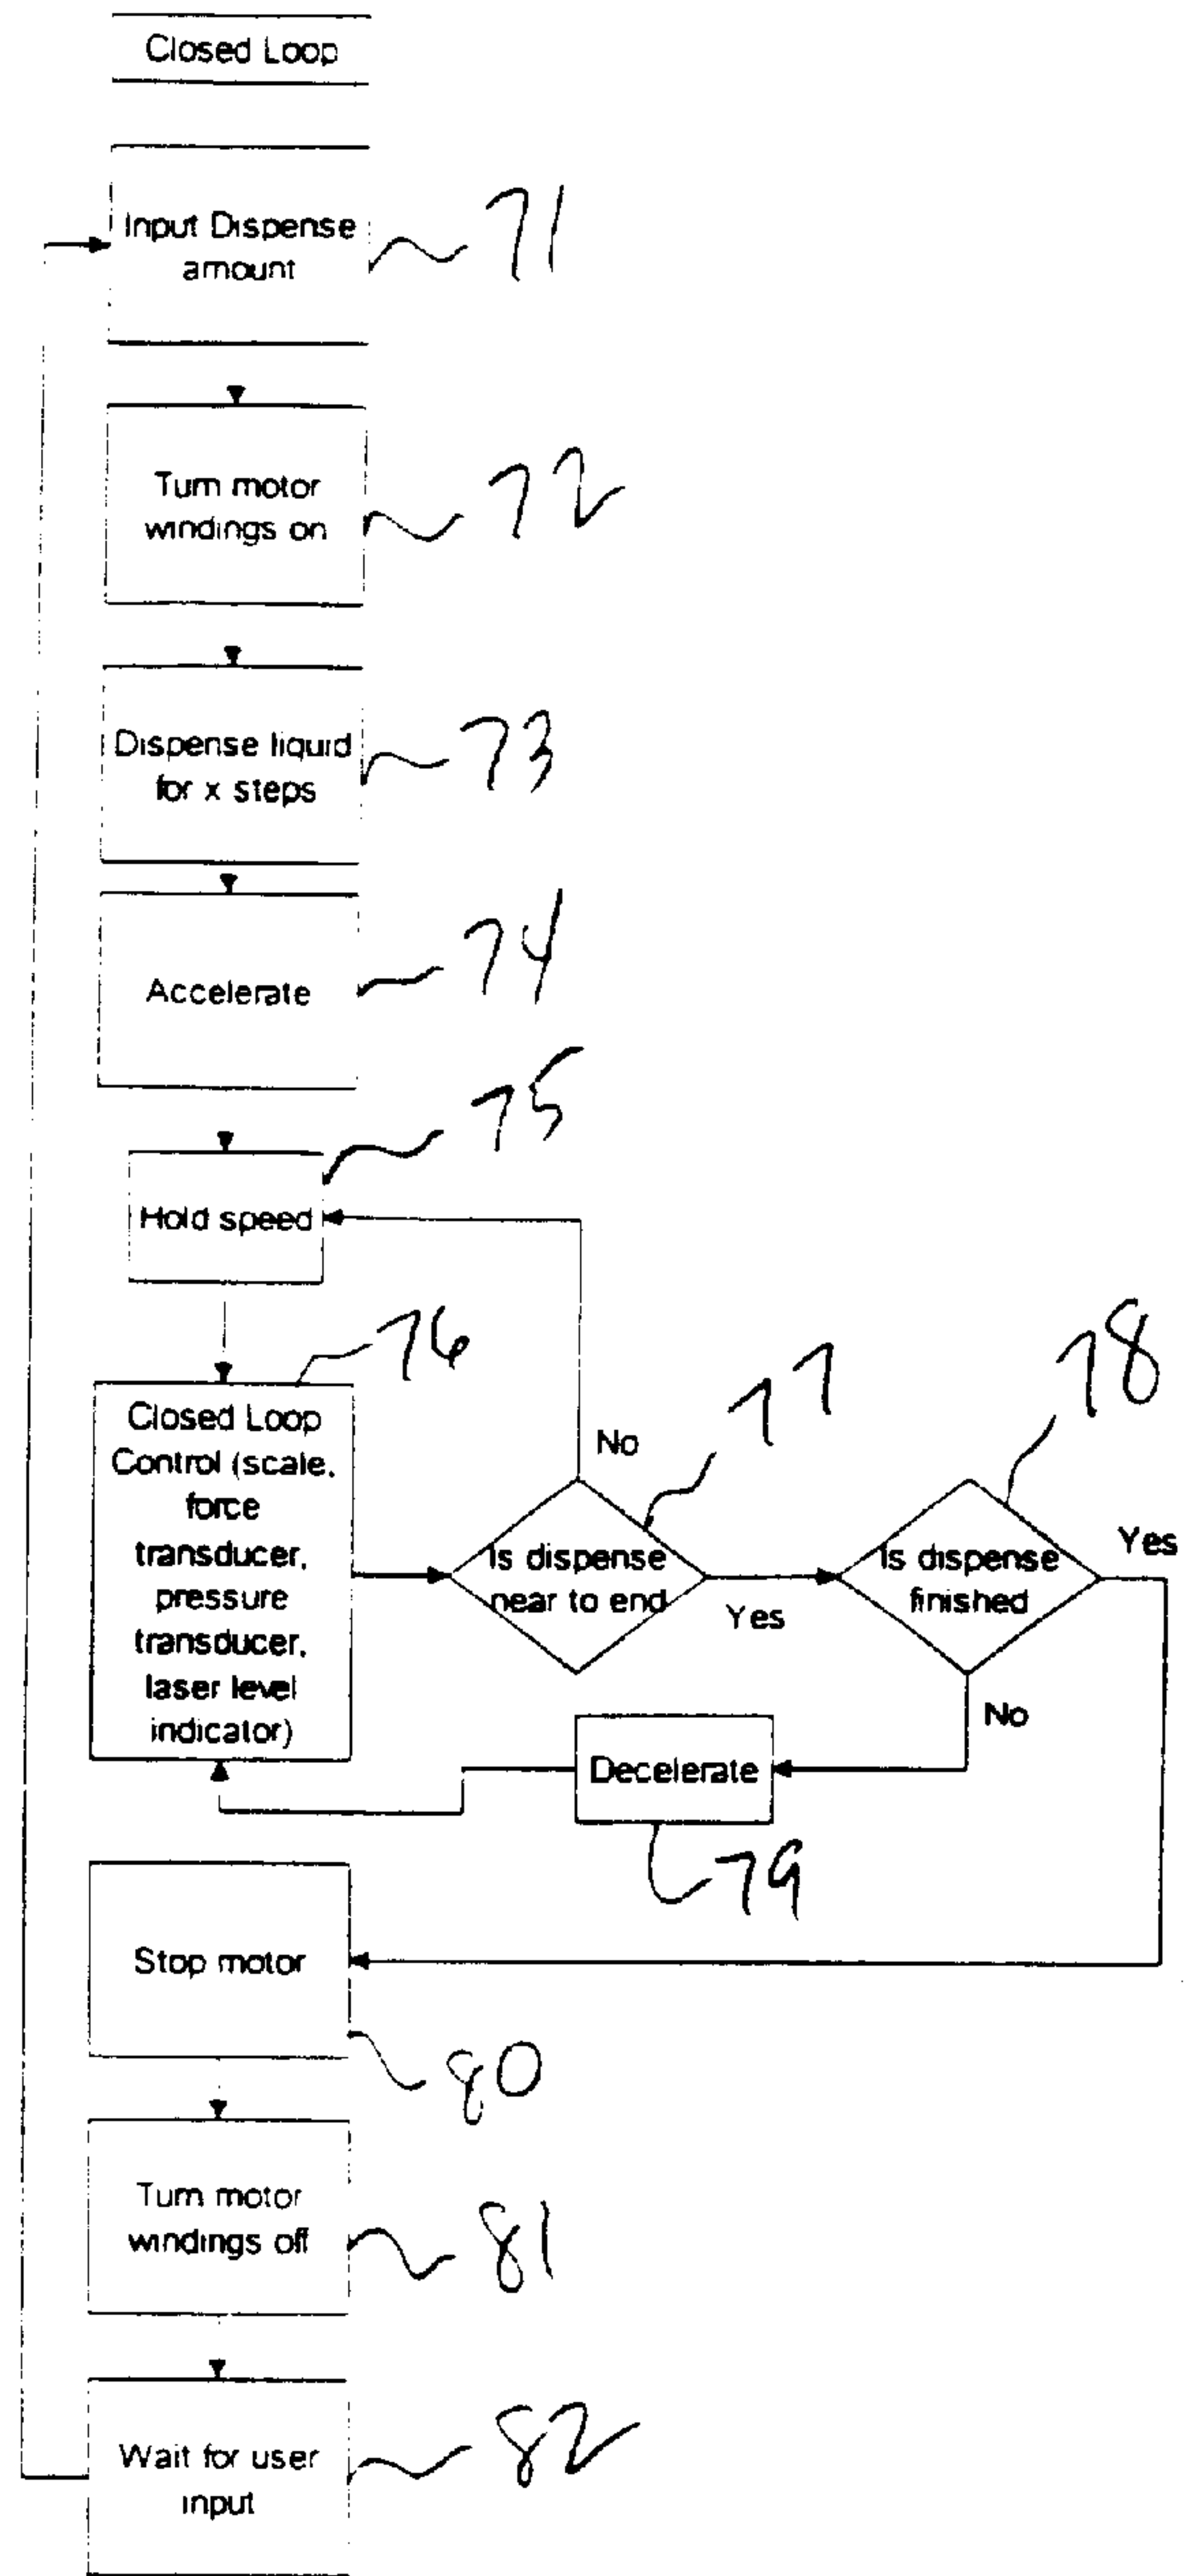 Closed Loop
Input Dispense
amount
71
Turn motor
windings on
72
Dispense liquid
for x steps
73
Accelerate
74
75
Hold speed
76
Closed Loop
Control (scale,
force
transducer,
pressure
transducer,
laser level
indicator)
No
77
Is dispense
near to end
Yes
78
Is dispense
finished
Yes
No
Decelerate
79
Stop motor
80
Turn motor
windings off
81
Wait for user
input
82